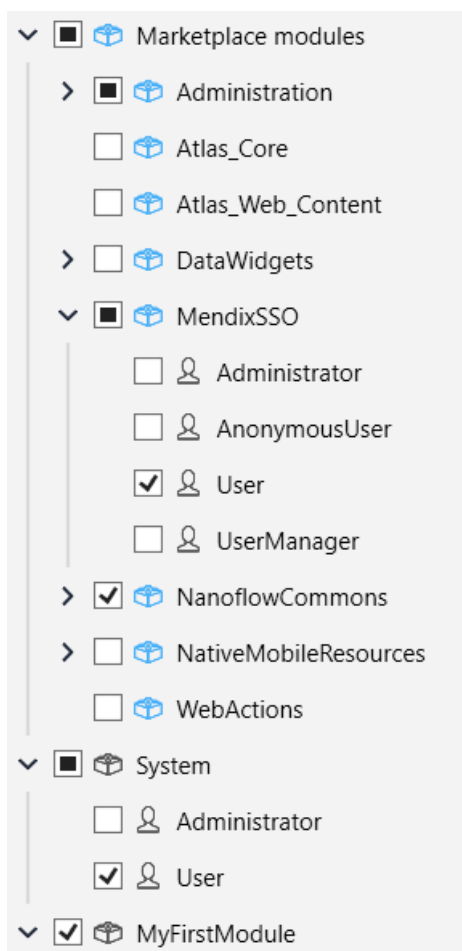 Marketplace modules
Administration
Atlas_Core
Atlas_Web_Content
DataWidgets
MendixSSO
Administrator
AnonymousUser
User
UserManager
NanoflowCommons
NativeMobileResources
WebActions
System
Administrator
User
MyFirstModule